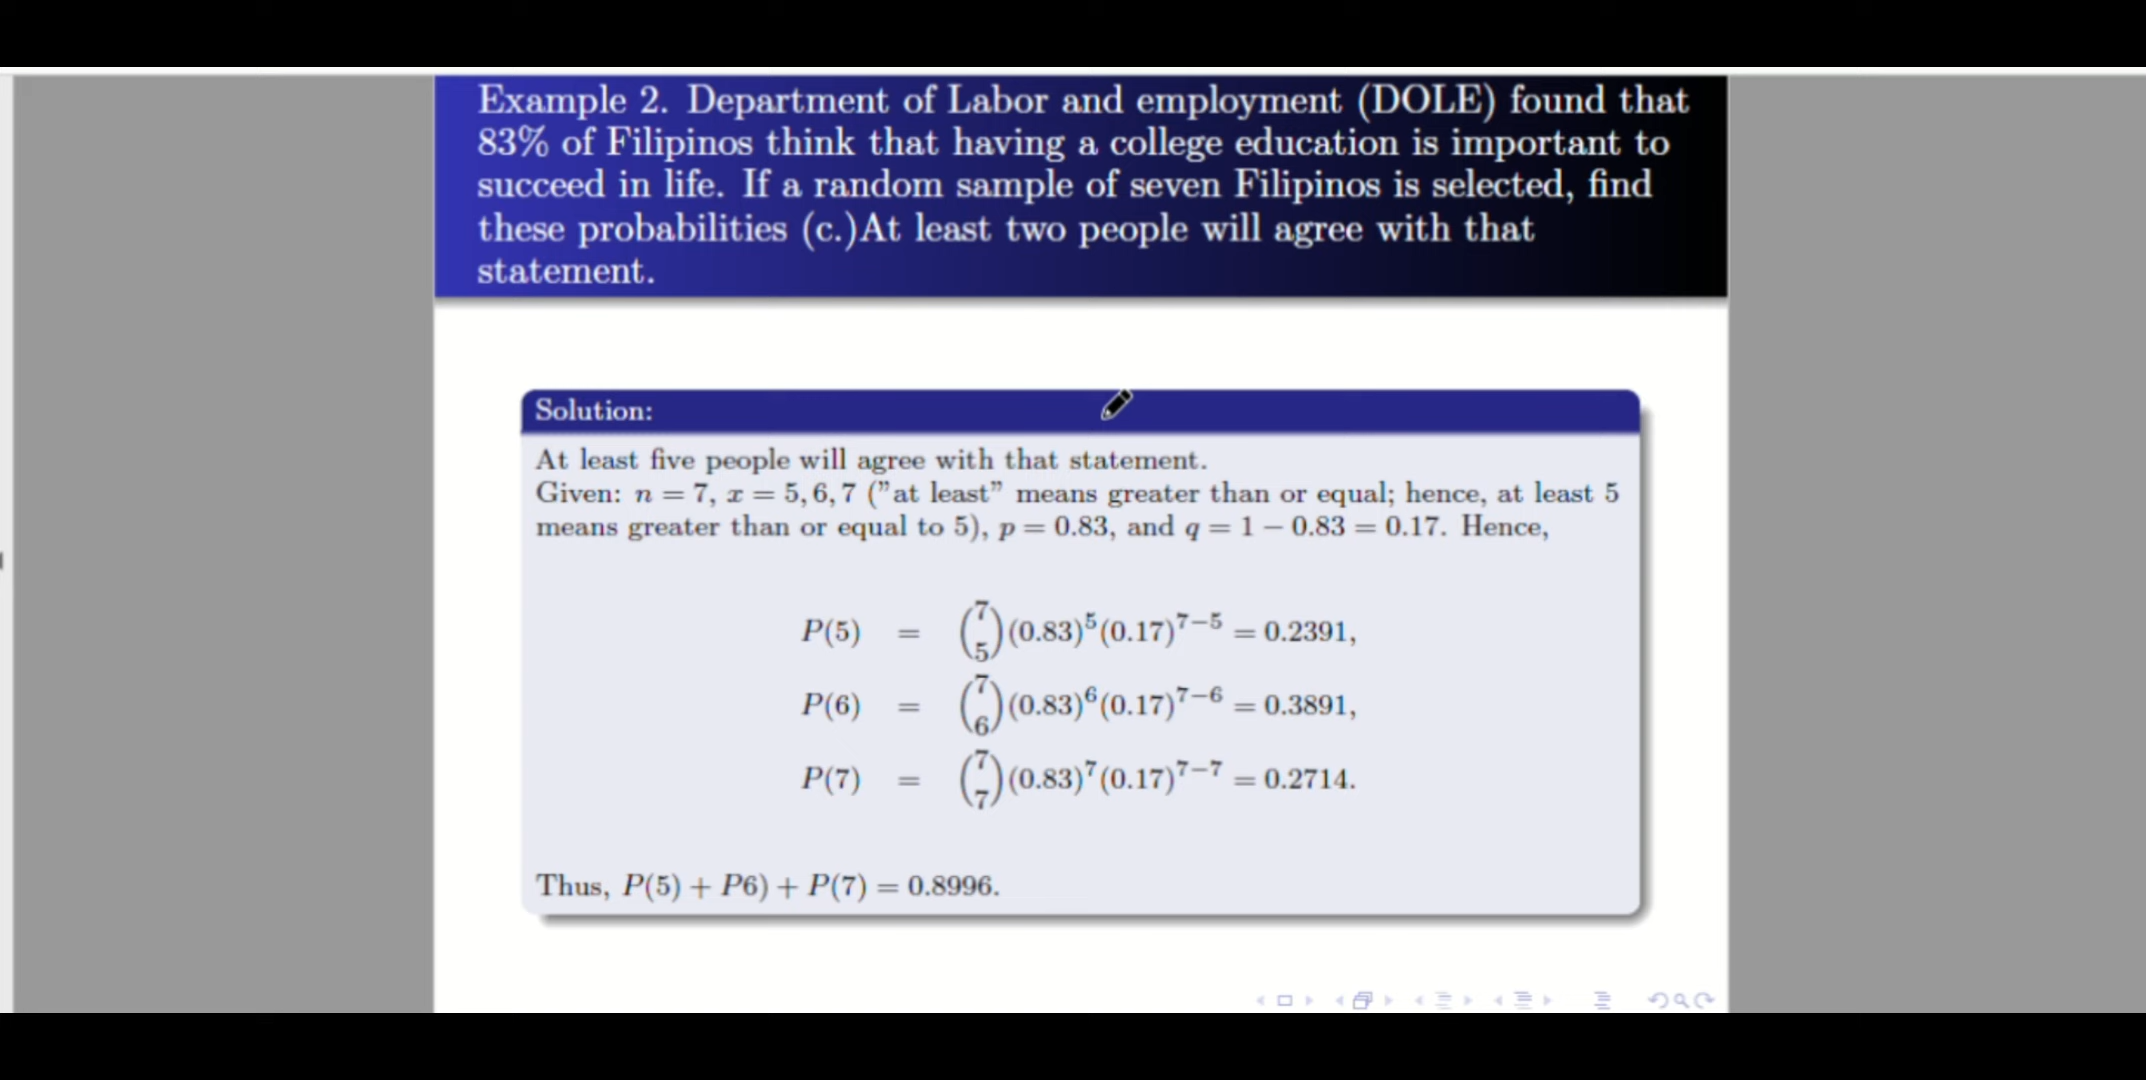 Example 2. Department of Labor and employment (DOLE) found that
83% of Filipinos think that having a college education is important to
succeed in life. If a random sample of seven Filipinos is selected, find
these probabilities (c.)At least two people will agree with that
statement.
Solution:
At least five people will agree with that statement.
Given: n = 7, x = 5, 6, 7 ("at least" means greater than or equal; hence, at least 5
means greater than or equal to 5), p = 0.83, and q = 1 − 0.83 = 0.17. Hence,
P(5) = (7 5)(0.83)^5(0.17)^{7−5} = 0.2391,
P(6) = (7 6)(0.83)^6(0.17)^{7−6} = 0.3891,
P(7) = (7 7)(0.83)^7(0.17)^{7−7} = 0.2714.
Thus, P(5) + P6) + P(7) = 0.8996.